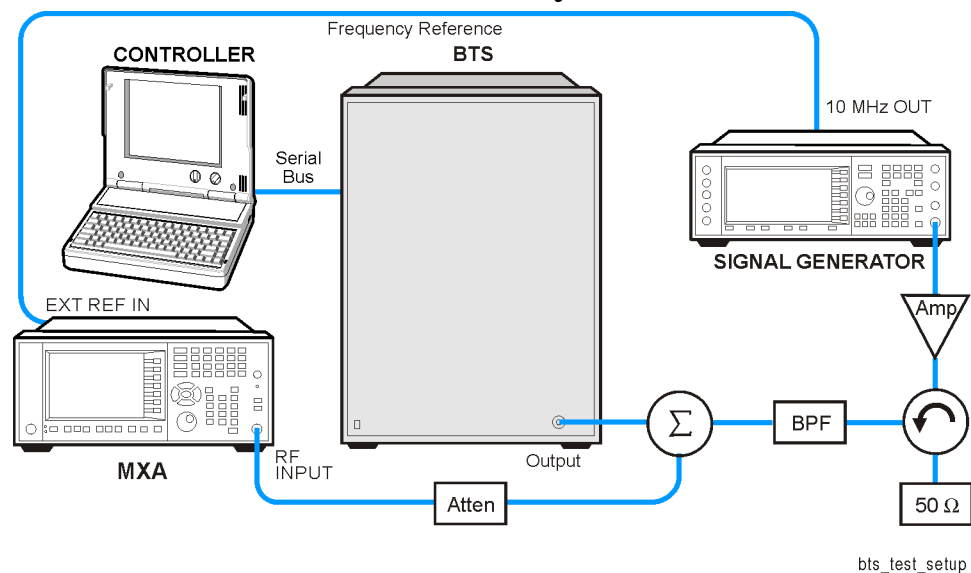 Frequency Reference
CONTROLLER
BTS
10 MHz OUT
Serial
Bus
SIGNAL GENERATOR
EXT REF IN
Amp
Σ
BPF
RF
INPUT
MXA
Output
Atten
50 Ω
bts_test_setup